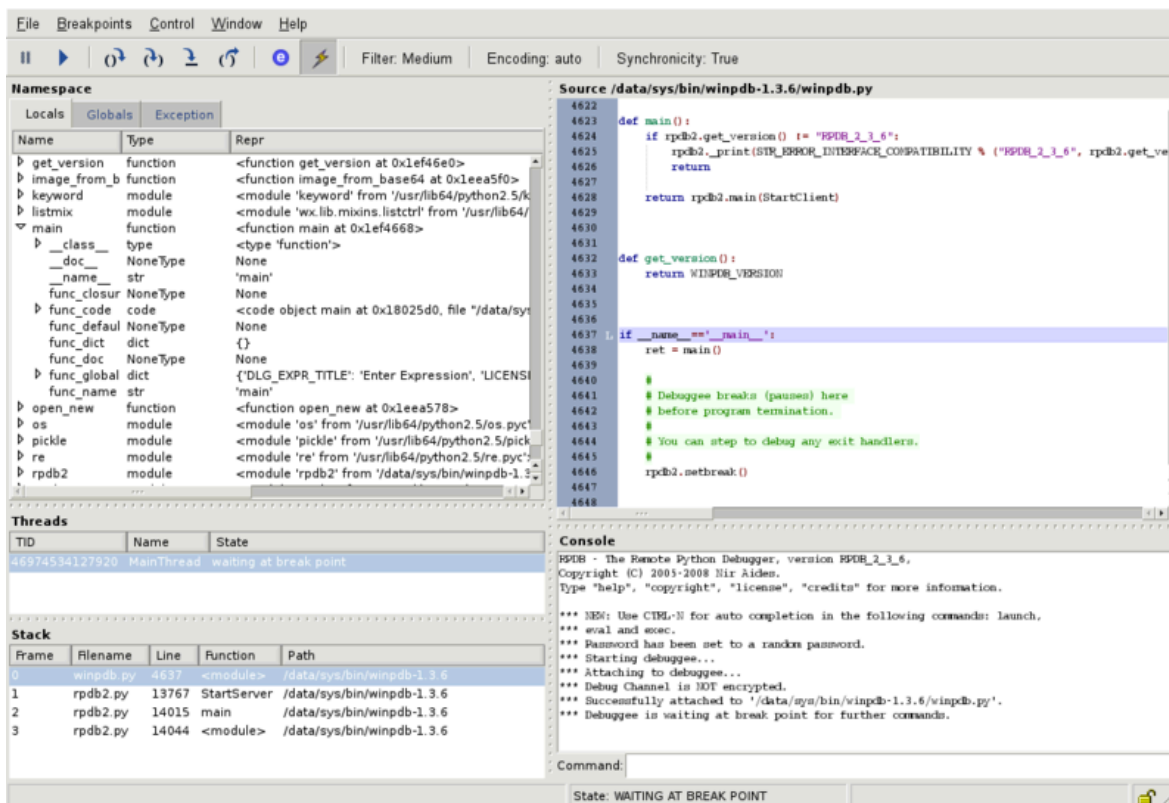 File Breakpoints Control Window Help
Filter: Medium Encoding: auto Synchronicity: True
Namespace
Locals Globals Exception
Name Type Repr
get_version function <function get_version at 0x1ef46e0>
image_from_b function <function image_from_base64 at 0x1eea5f0>
keyword module <module 'keyword' from '/usr/lib64/python2.5/k
listmix module <module 'wx.lib.mixins.listctrl' from '/usr/lib64/
main function <function main at 0x1ef4668>
__class__ type <type 'function'>
__doc__ NoneType None
__name__ str 'main'
func_closur NoneType None
func_code code <code object main at 0x18025d0, file "/data/sy
func_defaul NoneType None
func_dict dict {}
func_doc NoneType None
func_global dict {'DLG_EXPR_TITLE': 'Enter Expression', 'LICENSI
func_name str 'main'
open_new function <function open_new at 0x1eea578>
os module <module 'os' from '/usr/lib64/python2.5/os.pyc'
pickle module <module 'pickle' from '/usr/lib64/python2.5/pick
re module <module 're' from '/usr/lib64/python2.5/re.pyc'
rpdb2 module <module 'rpdb2' from '/data/sys/bin/winpdb-1.3
Threads
TID Name State
46974534127920 MainThread waiting at break point
Stack
Frame Filename Line Function Path
0 winpdb.py 4637 <module> /data/sys/bin/winpdb-1.3.6
1 rpdb2.py 13767 StartServer /data/sys/bin/winpdb-1.3.6
2 rpdb2.py 14015 main /data/sys/bin/winpdb-1.3.6
3 rpdb2.py 14044 <module> /data/sys/bin/winpdb-1.3.6
Source /data/sys/bin/winpdb-1.3.6/winpdb.py
4622
4623 def main():
4624 if rpdb2.get_version() != "RPDB_2_3_6":
4625 rpdb2._print(STR_ERROR_INTERFACE_COMPATIBILITY % ("RPDB_2_3_6", rpdb2.get_ve
4626 return
4627
4628 return rpdb2.main(StartClient)
4629
4630
4631
4632 def get_version():
4633 return WINPDB_VERSION
4634
4635
4636
4637 L if __name__=='__main__':
4638 ret = main()
4639
4640 #
4641 # Debuggee breaks (pauses) here
4642 # before program termination.
4643 #
4644 # You can step to debug any exit handlers.
4645 #
4646 rpdb2.setbreak()
4647
4648
Console
RPDB - The Remote Python Debugger, version RPDB_2_3_6,
Copyright (C) 2005-2008 Nir Aides.
Type "help", "copyright", "license", "credits" for more information.
*** NEW: Use CTRL-N for auto completion in the following commands: launch,
*** eval and exec.
*** Password has been set to a random password.
*** Starting debuggee...
*** Attaching to debuggee...
*** Debug Channel is NOT encrypted.
*** Successfully attached to '/data/sys/bin/winpdb-1.3.6/winpdb.py'.
*** Debuggee is waiting at break point for further commands.
Command:
State: WAITING AT BREAK POINT